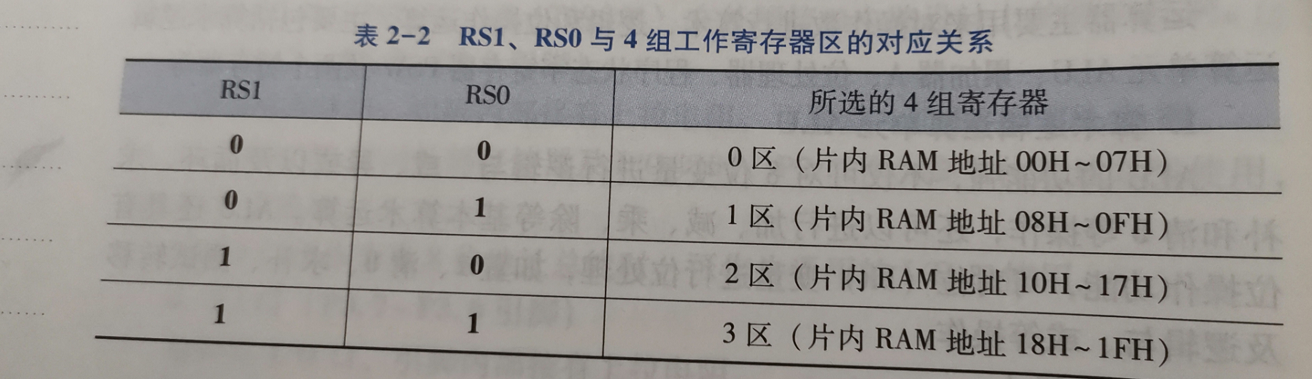 表 2-2 RS1、RS0 与 4 组工作寄存器区的对应关系
RS1 RS0 所选的 4 组寄存器
0 0 0 区（片内 RAM 地址 00H~07H）
0 1 1 区（片内 RAM 地址 08H~0FH）
1 0 2 区（片内 RAM 地址 10H~17H）
1 1 3 区（片内 RAM 地址 18H~1FH）